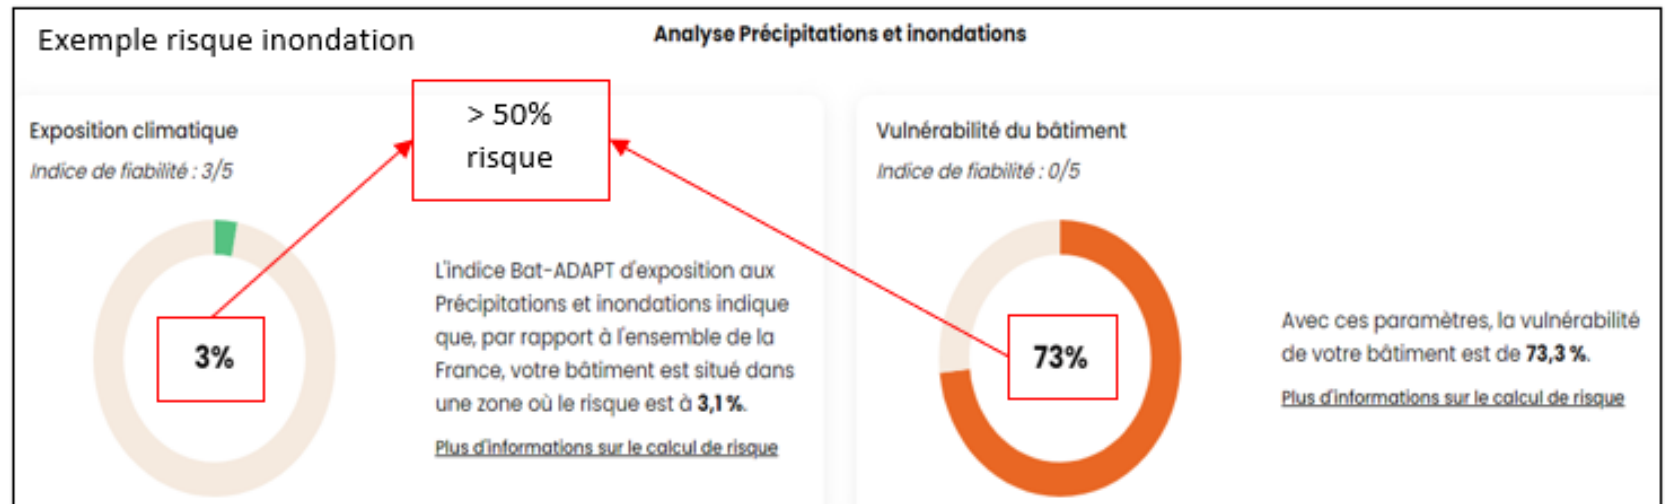 Exemple risque inondation
Analyse Précipitations et inondations
> 50%
risque
Exposition climatique
Indice de fiabilité : 3/5
3%
L'indice Bat-ADAPT d'exposition aux
Précipitations et inondations indique
que, par rapport à l'ensemble de la
France, votre bâtiment est situé dans
une zone où le risque est à 3,1 %.
Plus d'informations sur le calcul de risque
Vulnérabilité du bâtiment
Indice de fiabilité : 0/5
73%
Avec ces paramètres, la vulnérabilité
de votre bâtiment est de 73,3 %.
Plus d'informations sur le calcul de risque